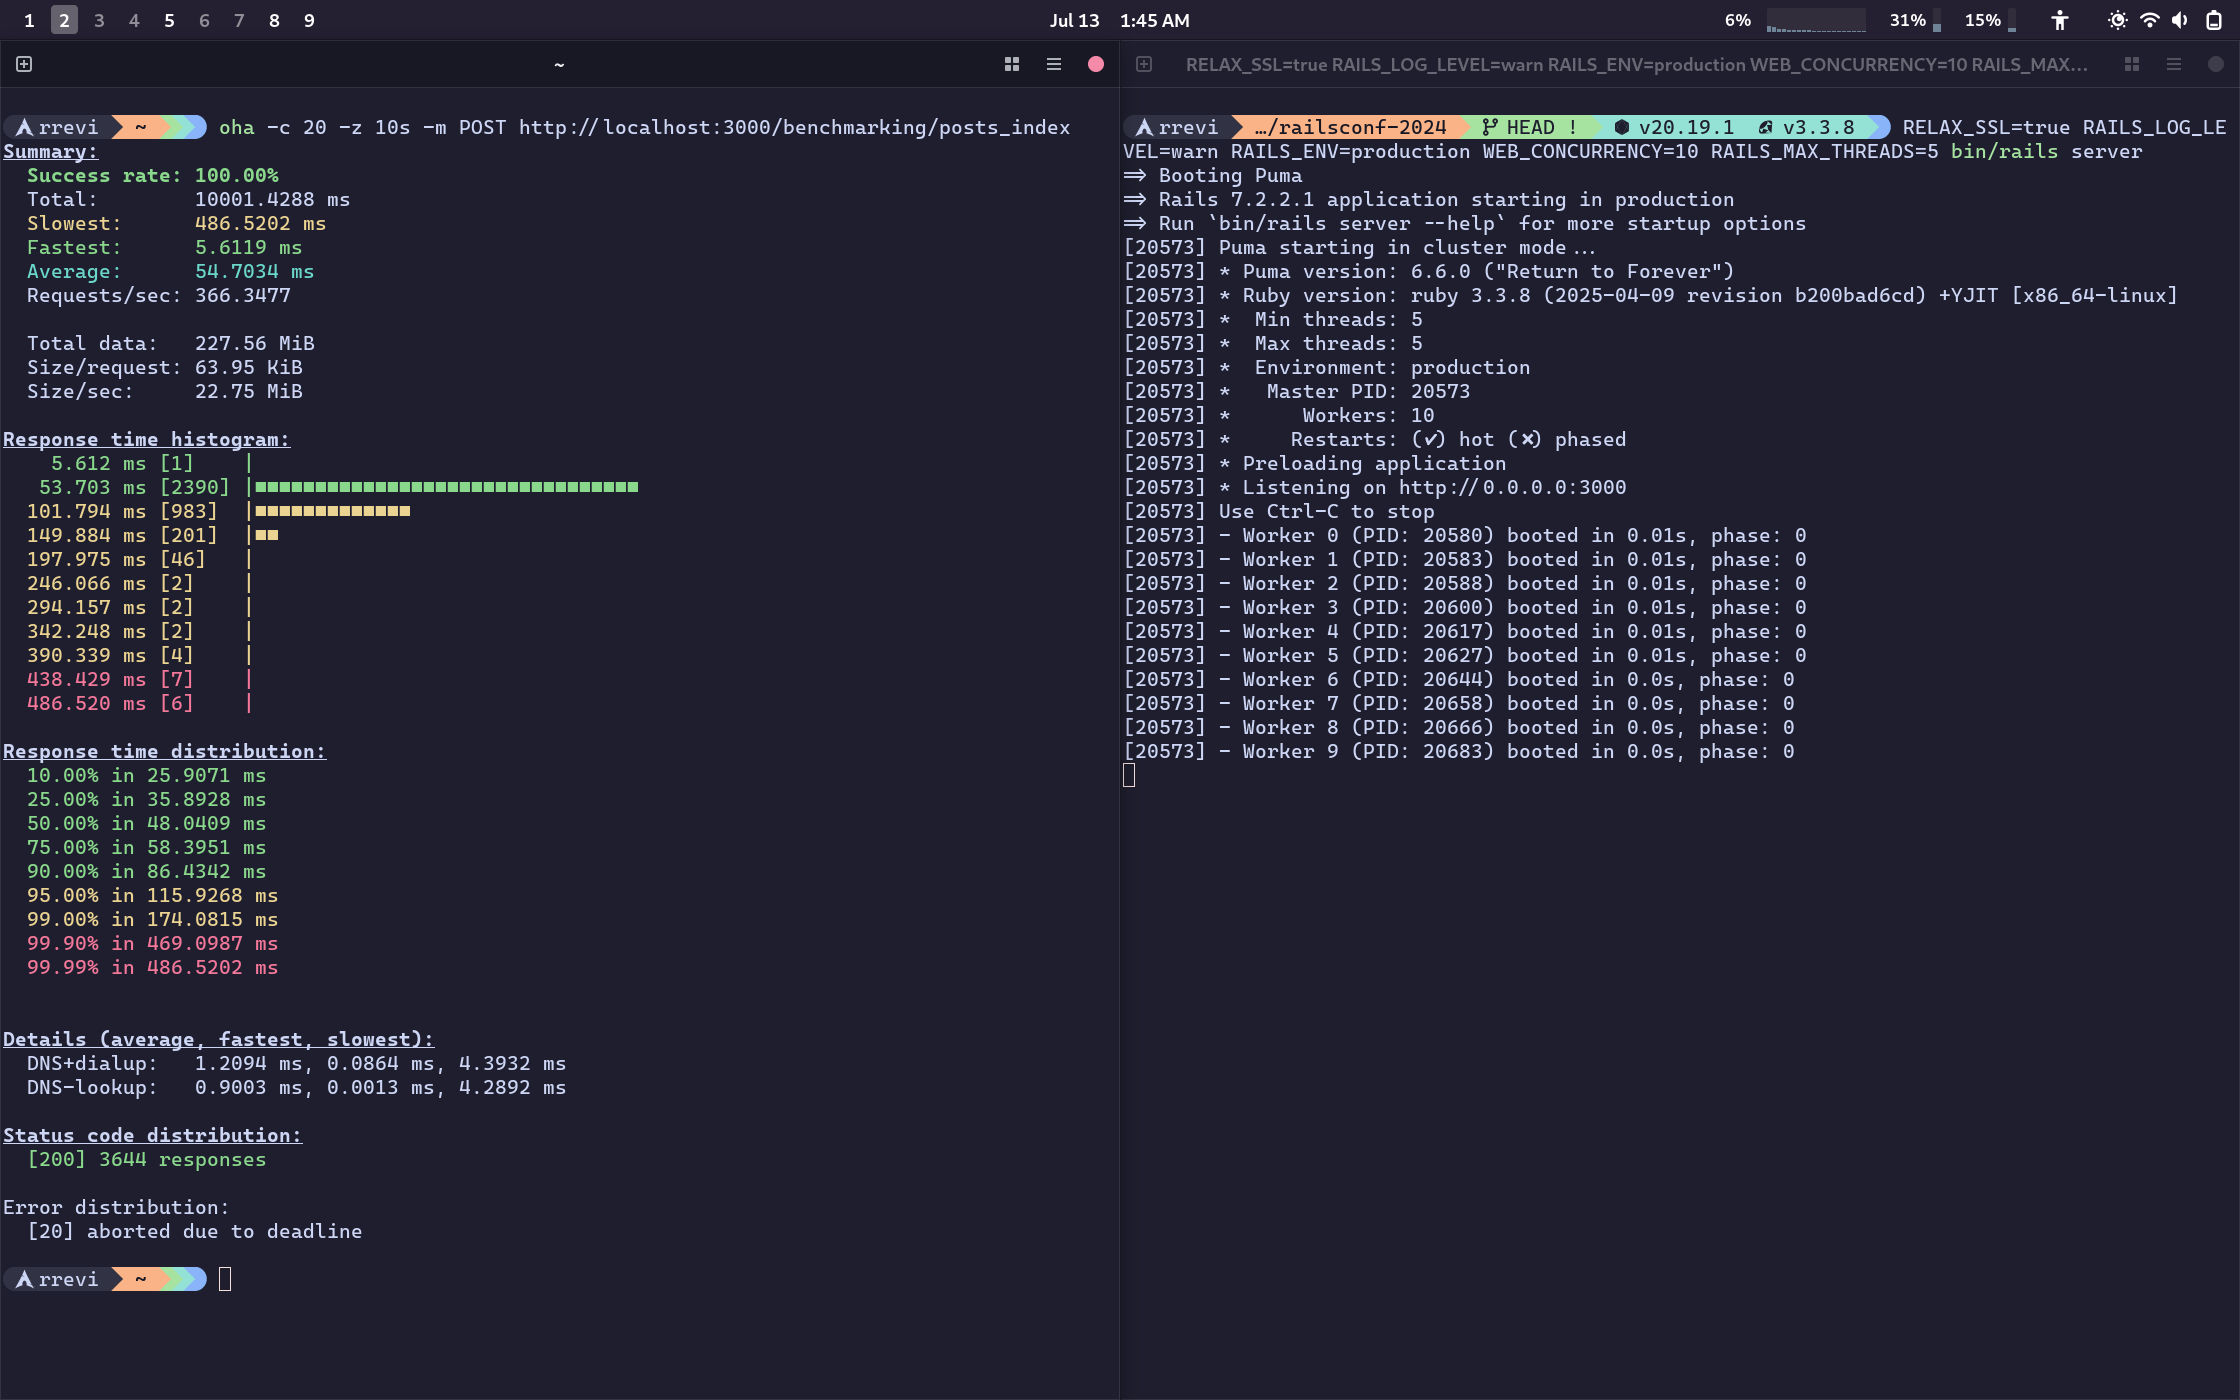 1 2 3 4 5 6 7 8 9
Jul 13 1:45 AM
6% 31% 15%
~
rrevi ~ oha -c 20 -z 10s -m POST http://localhost:3000/benchmarking/posts_index
Summary:
Success rate: 100.00%
Total: 10001.4288 ms
Slowest: 486.5202 ms
Fastest: 5.6119 ms
Average: 54.7034 ms
Requests/sec: 366.3477
Total data: 227.56 MiB
Size/request: 63.95 KiB
Size/sec: 22.75 MiB
Response time histogram:
5.612 ms [1] |
53.703 ms [2390] |■■■■■■■■■■■■■■■■■■■■■■■■■■■■■■■■
101.794 ms [983] |■■■■■■■■■■■■■
149.884 ms [201] |■■
197.975 ms [46] |
246.066 ms [2] |
294.157 ms [2] |
342.248 ms [2] |
390.339 ms [4] |
438.429 ms [7] |
486.520 ms [6] |
Response time distribution:
10.00% in 25.9071 ms
25.00% in 35.8928 ms
50.00% in 48.0409 ms
75.00% in 58.3951 ms
90.00% in 86.4342 ms
95.00% in 115.9268 ms
99.00% in 174.0815 ms
99.90% in 469.0987 ms
99.99% in 486.5202 ms
Details (average, fastest, slowest):
DNS+dialup: 1.2094 ms, 0.0864 ms, 4.3932 ms
DNS-lookup: 0.9003 ms, 0.0013 ms, 4.2892 ms
Status code distribution:
[200] 3644 responses
Error distribution:
[20] aborted due to deadline
rrevi ~
RELAX_SSL=true RAILS_LOG_LEVEL=warn RAILS_ENV=production WEB_CONCURRENCY=10 RAILS_MAX...
rrevi …/railsconf-2024 HEAD ! v20.19.1 v3.3.8 RELAX_SSL=true RAILS_LOG_LE
VEL=warn RAILS_ENV=production WEB_CONCURRENCY=10 RAILS_MAX_THREADS=5 bin/rails server
=> Booting Puma
=> Rails 7.2.2.1 application starting in production
=> Run `bin/rails server --help` for more startup options
[20573] Puma starting in cluster mode...
[20573] * Puma version: 6.6.0 ("Return to Forever")
[20573] * Ruby version: ruby 3.3.8 (2025-04-09 revision b200bad6cd) +YJIT [x86_64-linux]
[20573] * Min threads: 5
[20573] * Max threads: 5
[20573] * Environment: production
[20573] * Master PID: 20573
[20573] * Workers: 10
[20573] * Restarts: (✔) hot (✖) phased
[20573] * Preloading application
[20573] * Listening on http://0.0.0.0:3000
[20573] Use Ctrl-C to stop
[20573] - Worker 0 (PID: 20580) booted in 0.01s, phase: 0
[20573] - Worker 1 (PID: 20583) booted in 0.01s, phase: 0
[20573] - Worker 2 (PID: 20588) booted in 0.01s, phase: 0
[20573] - Worker 3 (PID: 20600) booted in 0.01s, phase: 0
[20573] - Worker 4 (PID: 20617) booted in 0.01s, phase: 0
[20573] - Worker 5 (PID: 20627) booted in 0.01s, phase: 0
[20573] - Worker 6 (PID: 20644) booted in 0.0s, phase: 0
[20573] - Worker 7 (PID: 20658) booted in 0.0s, phase: 0
[20573] - Worker 8 (PID: 20666) booted in 0.0s, phase: 0
[20573] - Worker 9 (PID: 20683) booted in 0.0s, phase: 0